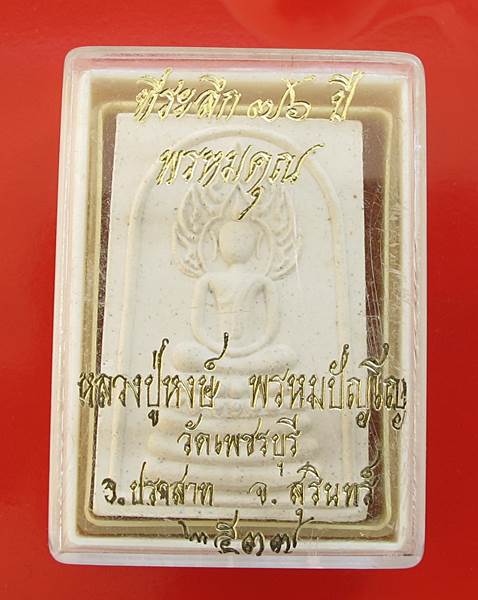 ที่ระลึก ๗๖ ปี
พรหมคุณ
หลวงปู่หงษ์ พรหมปัญโญ
วัดเพชรบุรี
อ.ปราสาท จ.สุรินทร์
๒๕๓๗